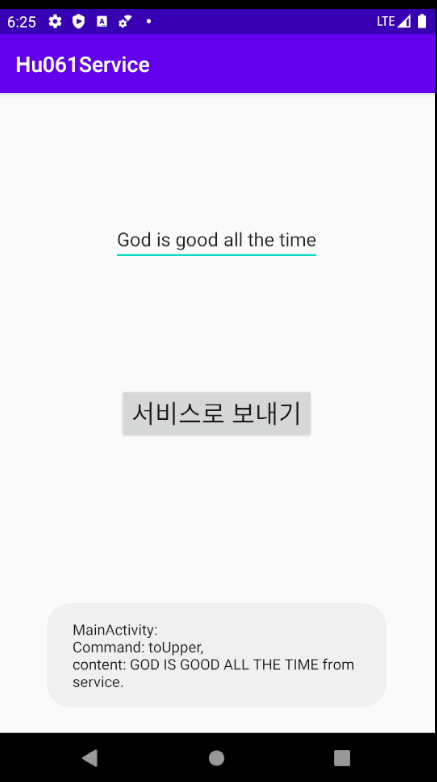 6:25 LTE
Hu061Service
God is good all the time
서비스로 보내기
MainActivity:
Command: toUpper,
content: GOD IS GOOD ALL THE TIME from
service.